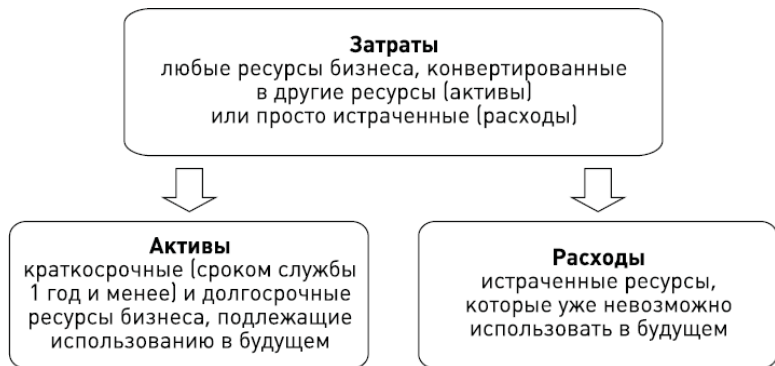 Затраты
любые ресурсы бизнеса, конвертированные
в другие ресурсы (активы)
или просто истраченные (расходы)
Активы
краткосрочные (сроком службы
1 год и менее) и долгосрочные
ресурсы бизнеса, подлежащие
использованию в будущем
Расходы
истраченные ресурсы,
которые уже невозможно
использовать в будущем